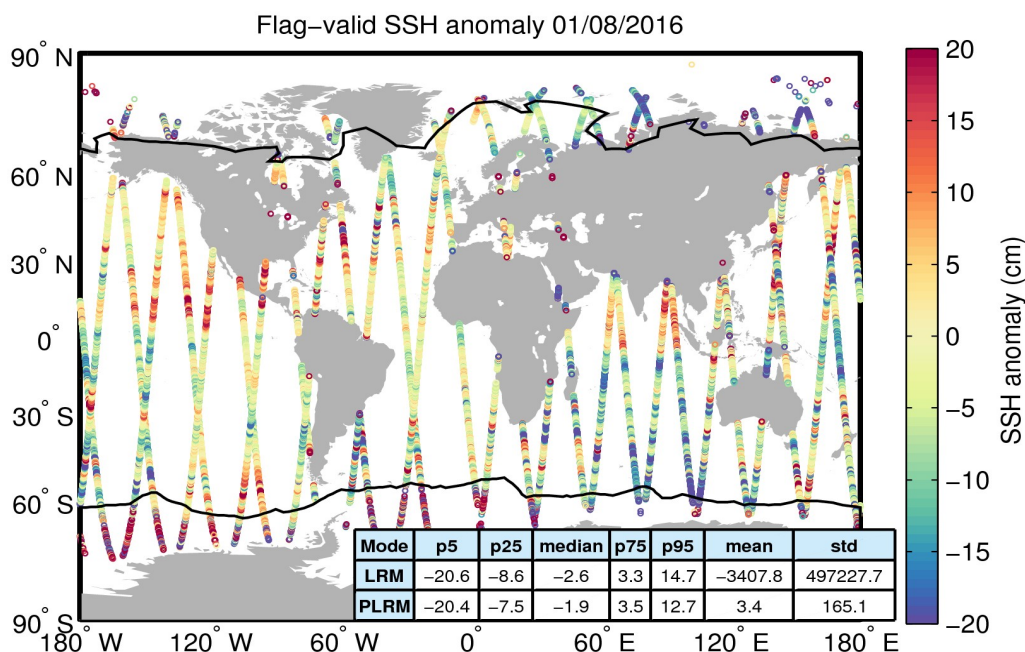 Flag−valid SSH anomaly 01/08/2016
90° N
60° N
30° N
0°
30° S
60° S
90° S
180° W
120° W
60° W
0°
60° E
120° E
180° E
Mode p5 p25 median p75 p95 mean std
LRM −20.6 −8.6 −2.6 3.3 14.7 −3407.8 497227.7
PLRM −20.4 −7.5 −1.9 3.5 12.7 3.4 165.1
20
15
10
5
0
−5
−10
−15
−20
SSH anomaly (cm)